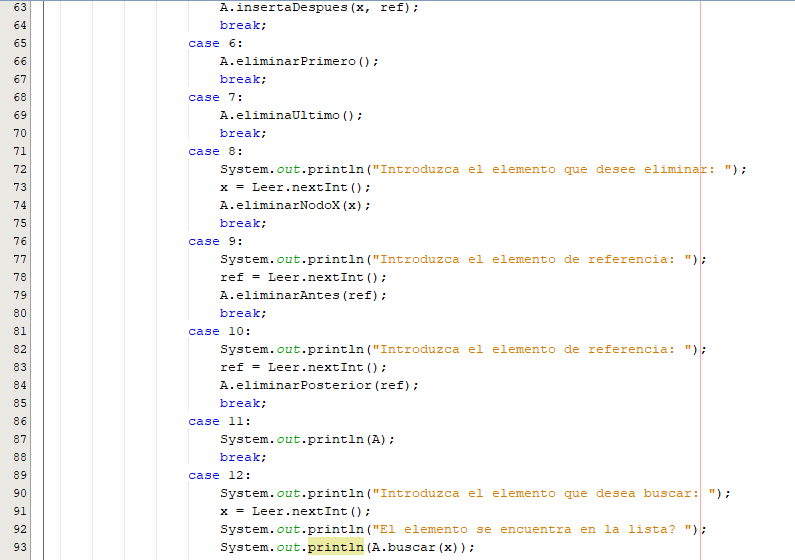 63 A.insertaDespues(x, ref);
64 break;
65 case 6:
66 A.eliminarPrimero();
67 break;
68 case 7:
69 A.eliminaUltimo();
70 break;
71 case 8:
72 System.out.println("Introduzca el elemento que desee eliminar: ");
73 x = Leer.nextInt();
74 A.eliminarNodoX(x);
75 break;
76 case 9:
77 System.out.println("Introduzca el elemento de referencia: ");
78 ref = Leer.nextInt();
79 A.eliminarAntes(ref);
80 break;
81 case 10:
82 System.out.println("Introduzca el elemento de referencia: ");
83 ref = Leer.nextInt();
84 A.eliminarPosterior(ref);
85 break;
86 case 11:
87 System.out.println(A);
88 break;
89 case 12:
90 System.out.println("Introduzca el elemento que desea buscar: ");
91 x = Leer.nextInt();
92 System.out.println("El elemento se encuentra en la lista? ");
93 System.out.println(A.buscar(x));